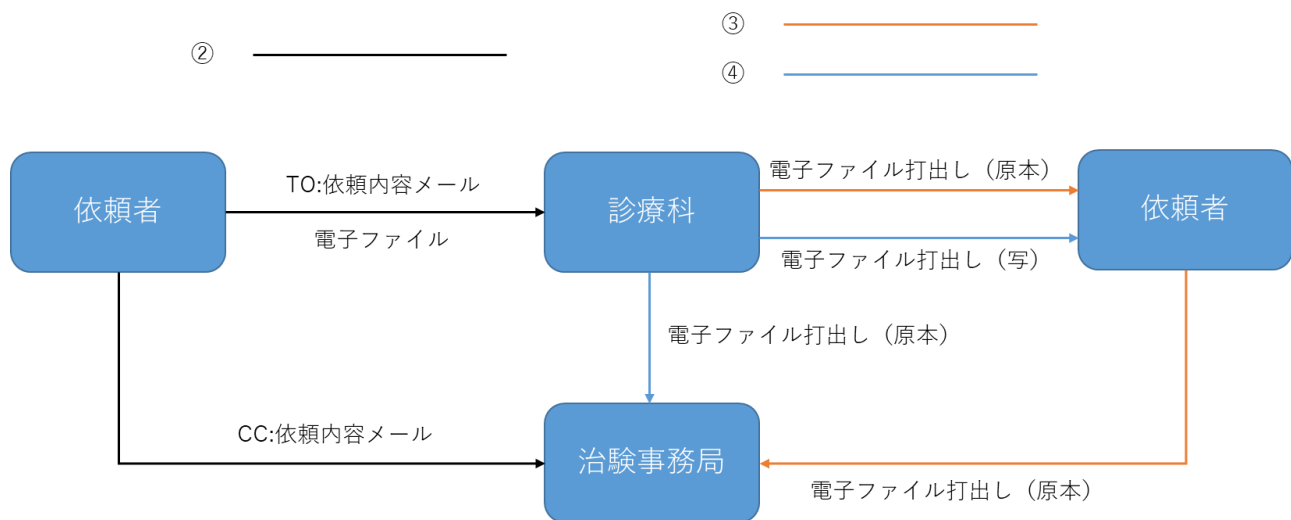 ②
③
④
依頼者
TO:依頼内容メール
電子ファイル
診療科
電子ファイル打出し（原本）
電子ファイル打出し（写）
依頼者
電子ファイル打出し（原本）
CC:依頼内容メール
治験事務局
電子ファイル打出し（原本）